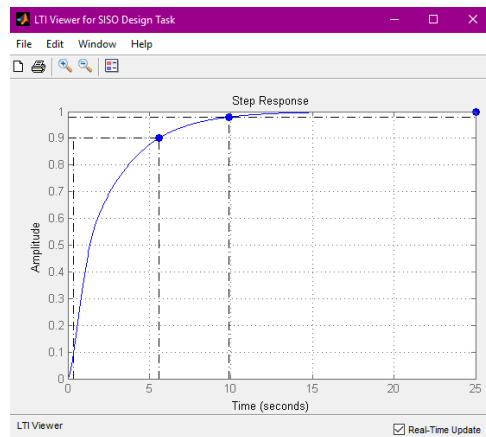 LTI Viewer for SISO Design Task
File Edit Window Help
Step Response
1
0.9
0.8
0.7
0.6
0.5
0.4
0.3
0.2
0.1
0
Amplitude
0 5 10 15 20 25
Time (seconds)
LTI Viewer
Real-Time Update